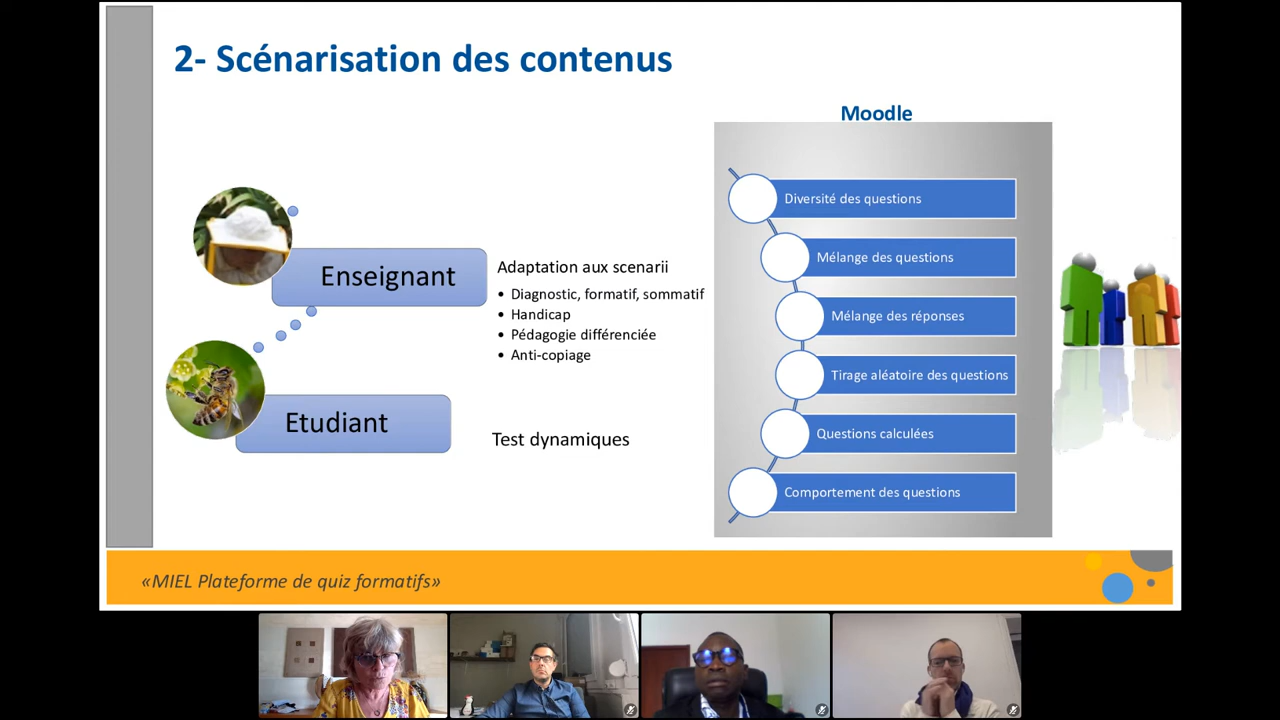 2- Scénarisation des contenus
Moodle
Enseignant
Adaptation aux scenarii
• Diagnostic, formatif, sommatif
• Handicap
• Pédagogie différenciée
• Anti-copiage
Etudiant
Test dynamiques
Diversité des questions
Mélange des questions
Mélange des réponses
Tirage aléatoire des questions
Questions calculées
Comportement des questions
«MIEL Plateforme de quiz formatifs»